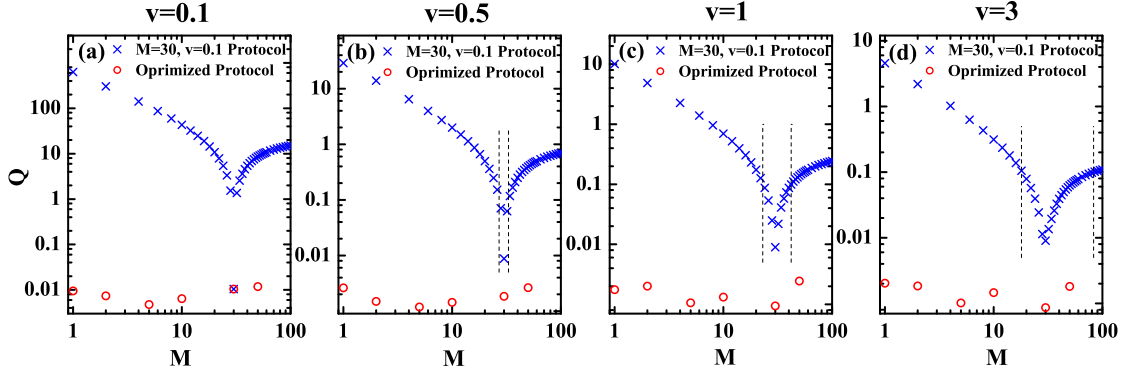 v=0.1
v=0.5
v=1
v=3
(a)
M=30, v=0.1 Protocol
Oprimized Protocol
Q
100
10
1
0.1
0.01
1
10
100
M
(b)
M=30, v=0.1 Protocol
Oprimized Protocol
10
1
0.1
0.01
1
10
100
M
(c)
M=30, v=0.1 Protocol
Oprimized Protocol
10
1
0.1
0.01
1
10
100
M
(d)
M=30, v=0.1 Protocol
Oprimized Protocol
1
0.1
0.01
1
10
100
M